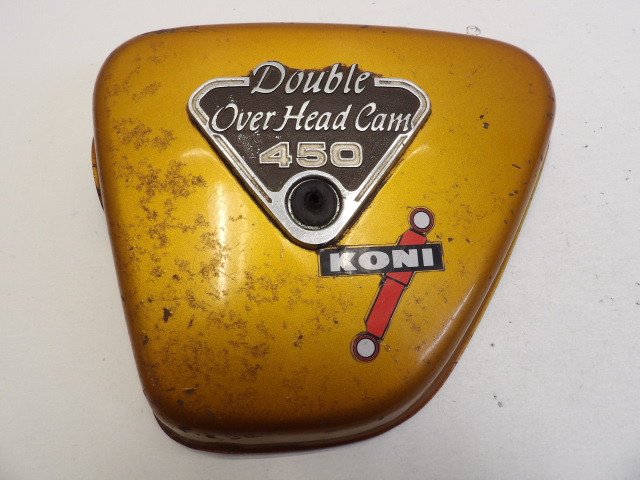 Double
Over Head Cam
450
KONI